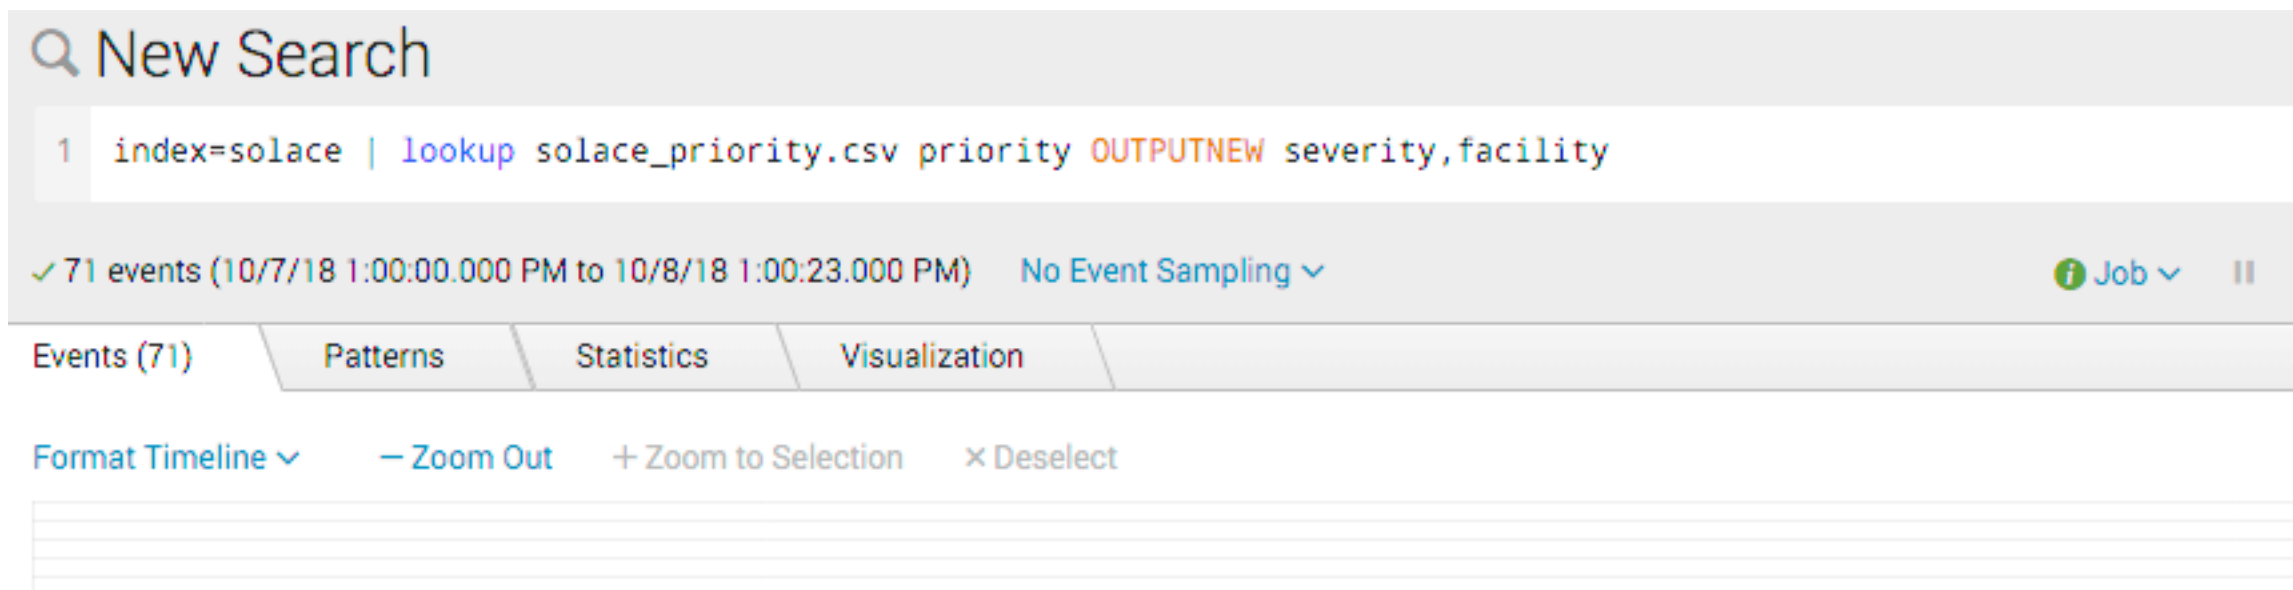 New Search
1 index=solace | lookup solace_priority.csv priority OUTPUTNEW severity,facility
✓ 71 events (10/7/18 1:00:00.000 PM to 10/8/18 1:00:23.000 PM) No Event Sampling Job
Events (71) Patterns Statistics Visualization
Format Timeline − Zoom Out + Zoom to Selection × Deselect